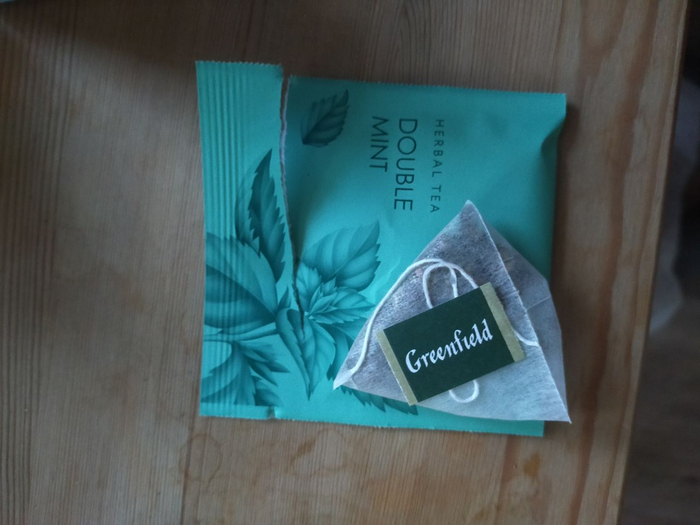 HERBAL TEA
DOUBLE
MINT
Greenfield